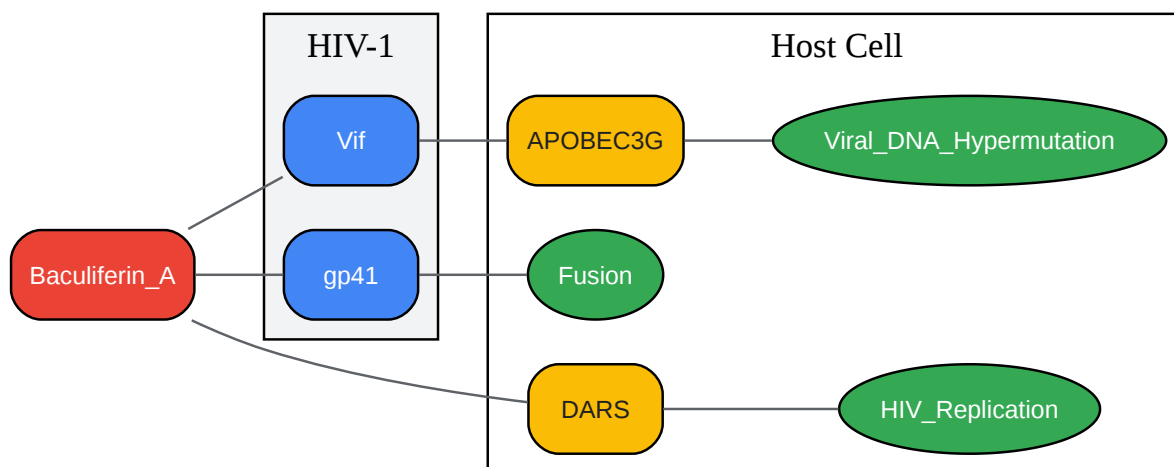 HIV-1
Host Cell
Vif
APOBEC3G
Viral_DNA_Hypermutation
Baculiferin_A
gp41
Fusion
DARS
HIV_Replication